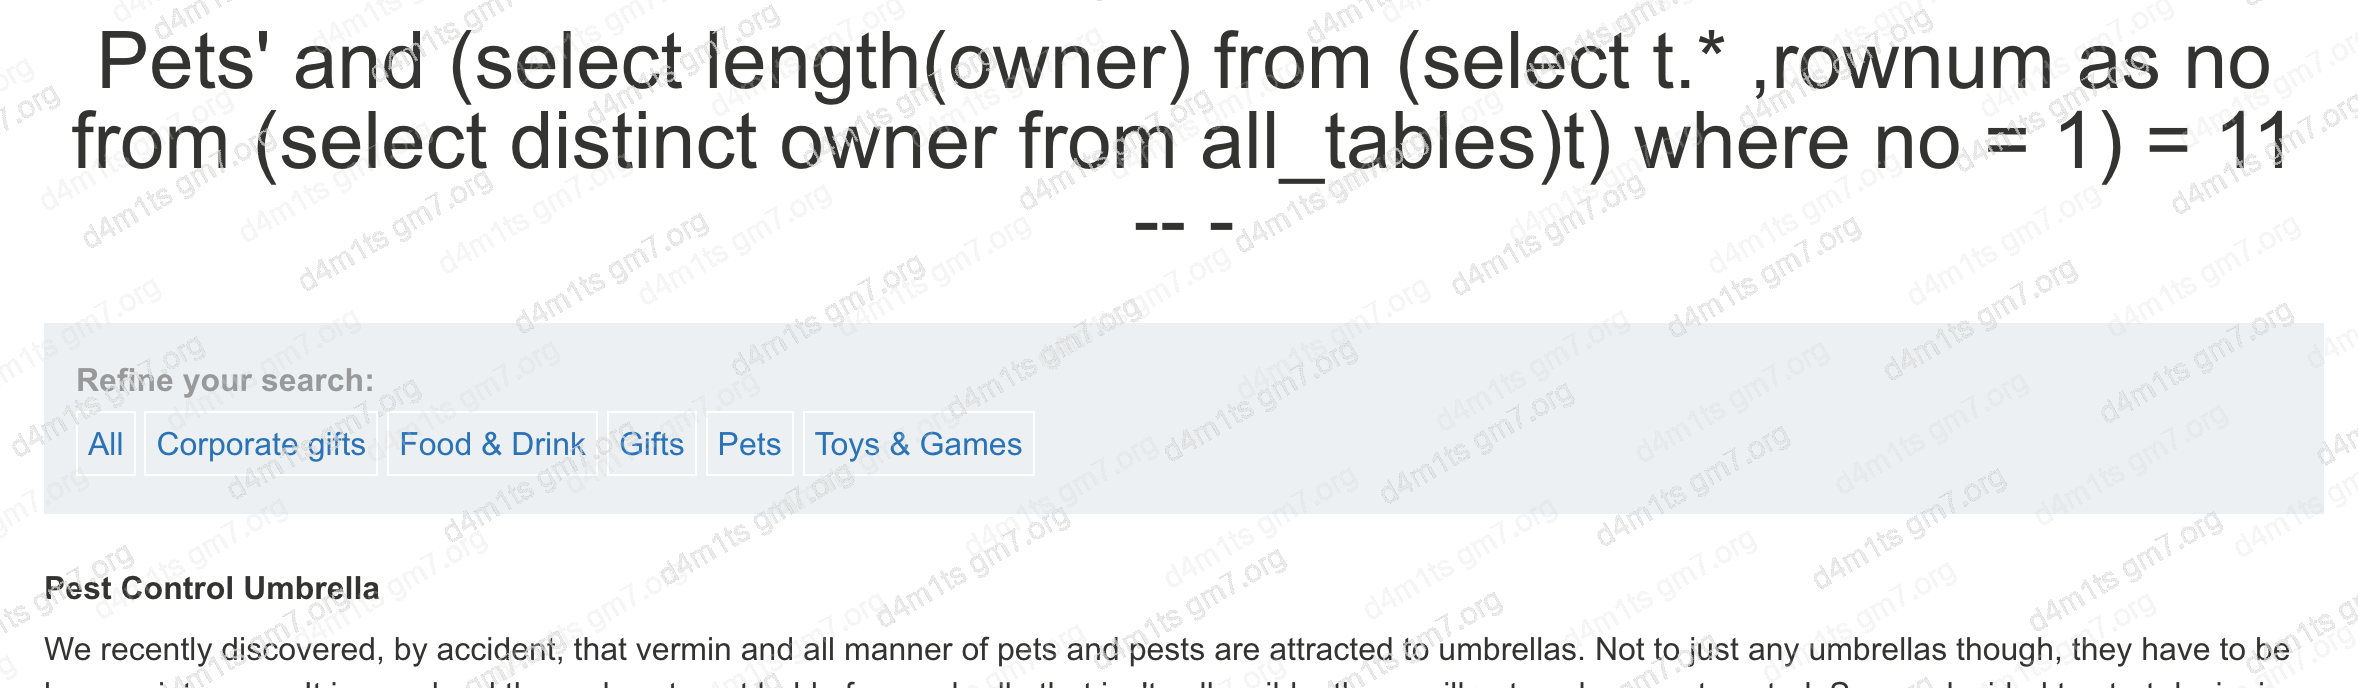 Pets' and (select length(owner) from (select t.* ,rownum as no
from (select distinct owner from all_tables)t) where no = 1) = 11
-- -
Refine your search:
All Corporate gifts Food & Drink Gifts Pets Toys & Games
Pest Control Umbrella
We recently discovered, by accident, that vermin and all manner of pets and pests are attracted to umbrellas. Not to just any umbrellas though, they have to be
d4m1ts gm7.org